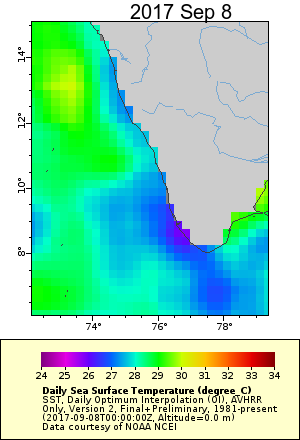 2017 Sep 8
14°
12°
10°
8°
74° 76° 78°
24 25 26 27 28 29 30 31 32 33 34
Daily Sea Surface Temperature (degree_C)
SST, Daily Optimum Interpolation (OI), AVHRR
Only, Version 2, Final+Preliminary, 1981-present
(2017-09-08T00:00:00Z, Altitude=0.0 m)
Data courtesy of NOAA NCEI